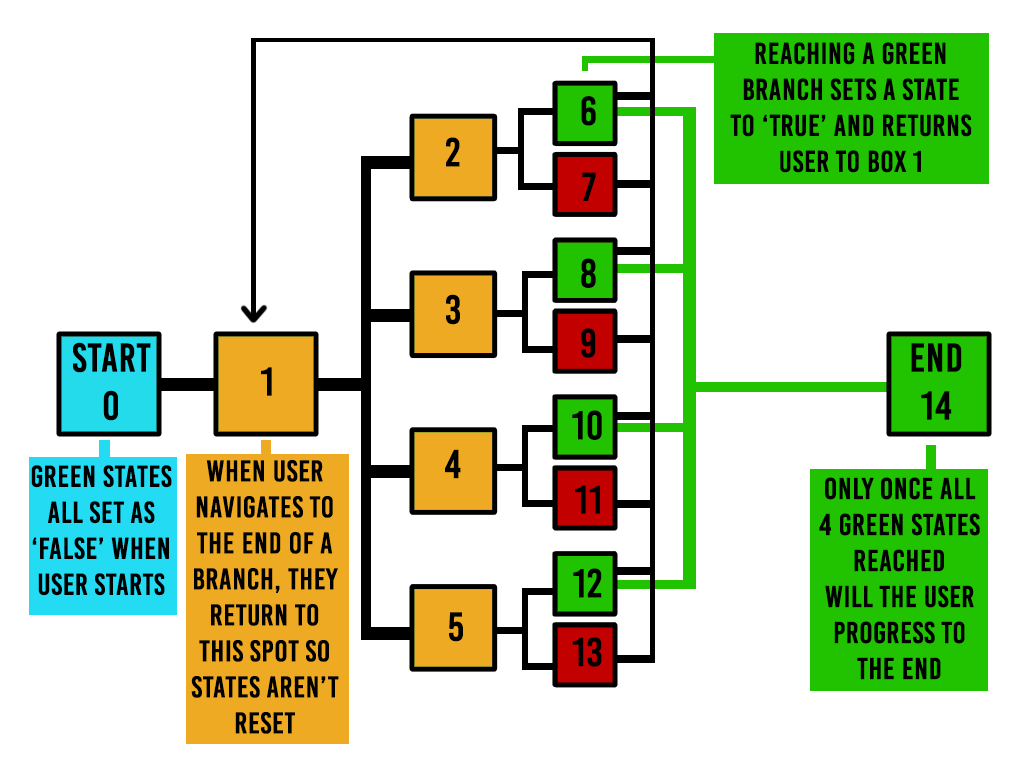 REACHING A GREEN
BRANCH SETS A STATE
TO ‘TRUE’ AND RETURNS
USER TO BOX 1
6
2
7
8
3
9
START
0
1
END
14
10
4
11
12
5
13
GREEN STATES
ALL SET AS
‘FALSE’ WHEN
USER STARTS
WHEN USER
NAVIGATES TO
THE END OF A
BRANCH, THEY
RETURN TO
THIS SPOT SO
STATES AREN’T
RESET
ONLY ONCE ALL
4 GREEN STATES
REACHED
WILL THE USER
PROGRESS TO
THE END